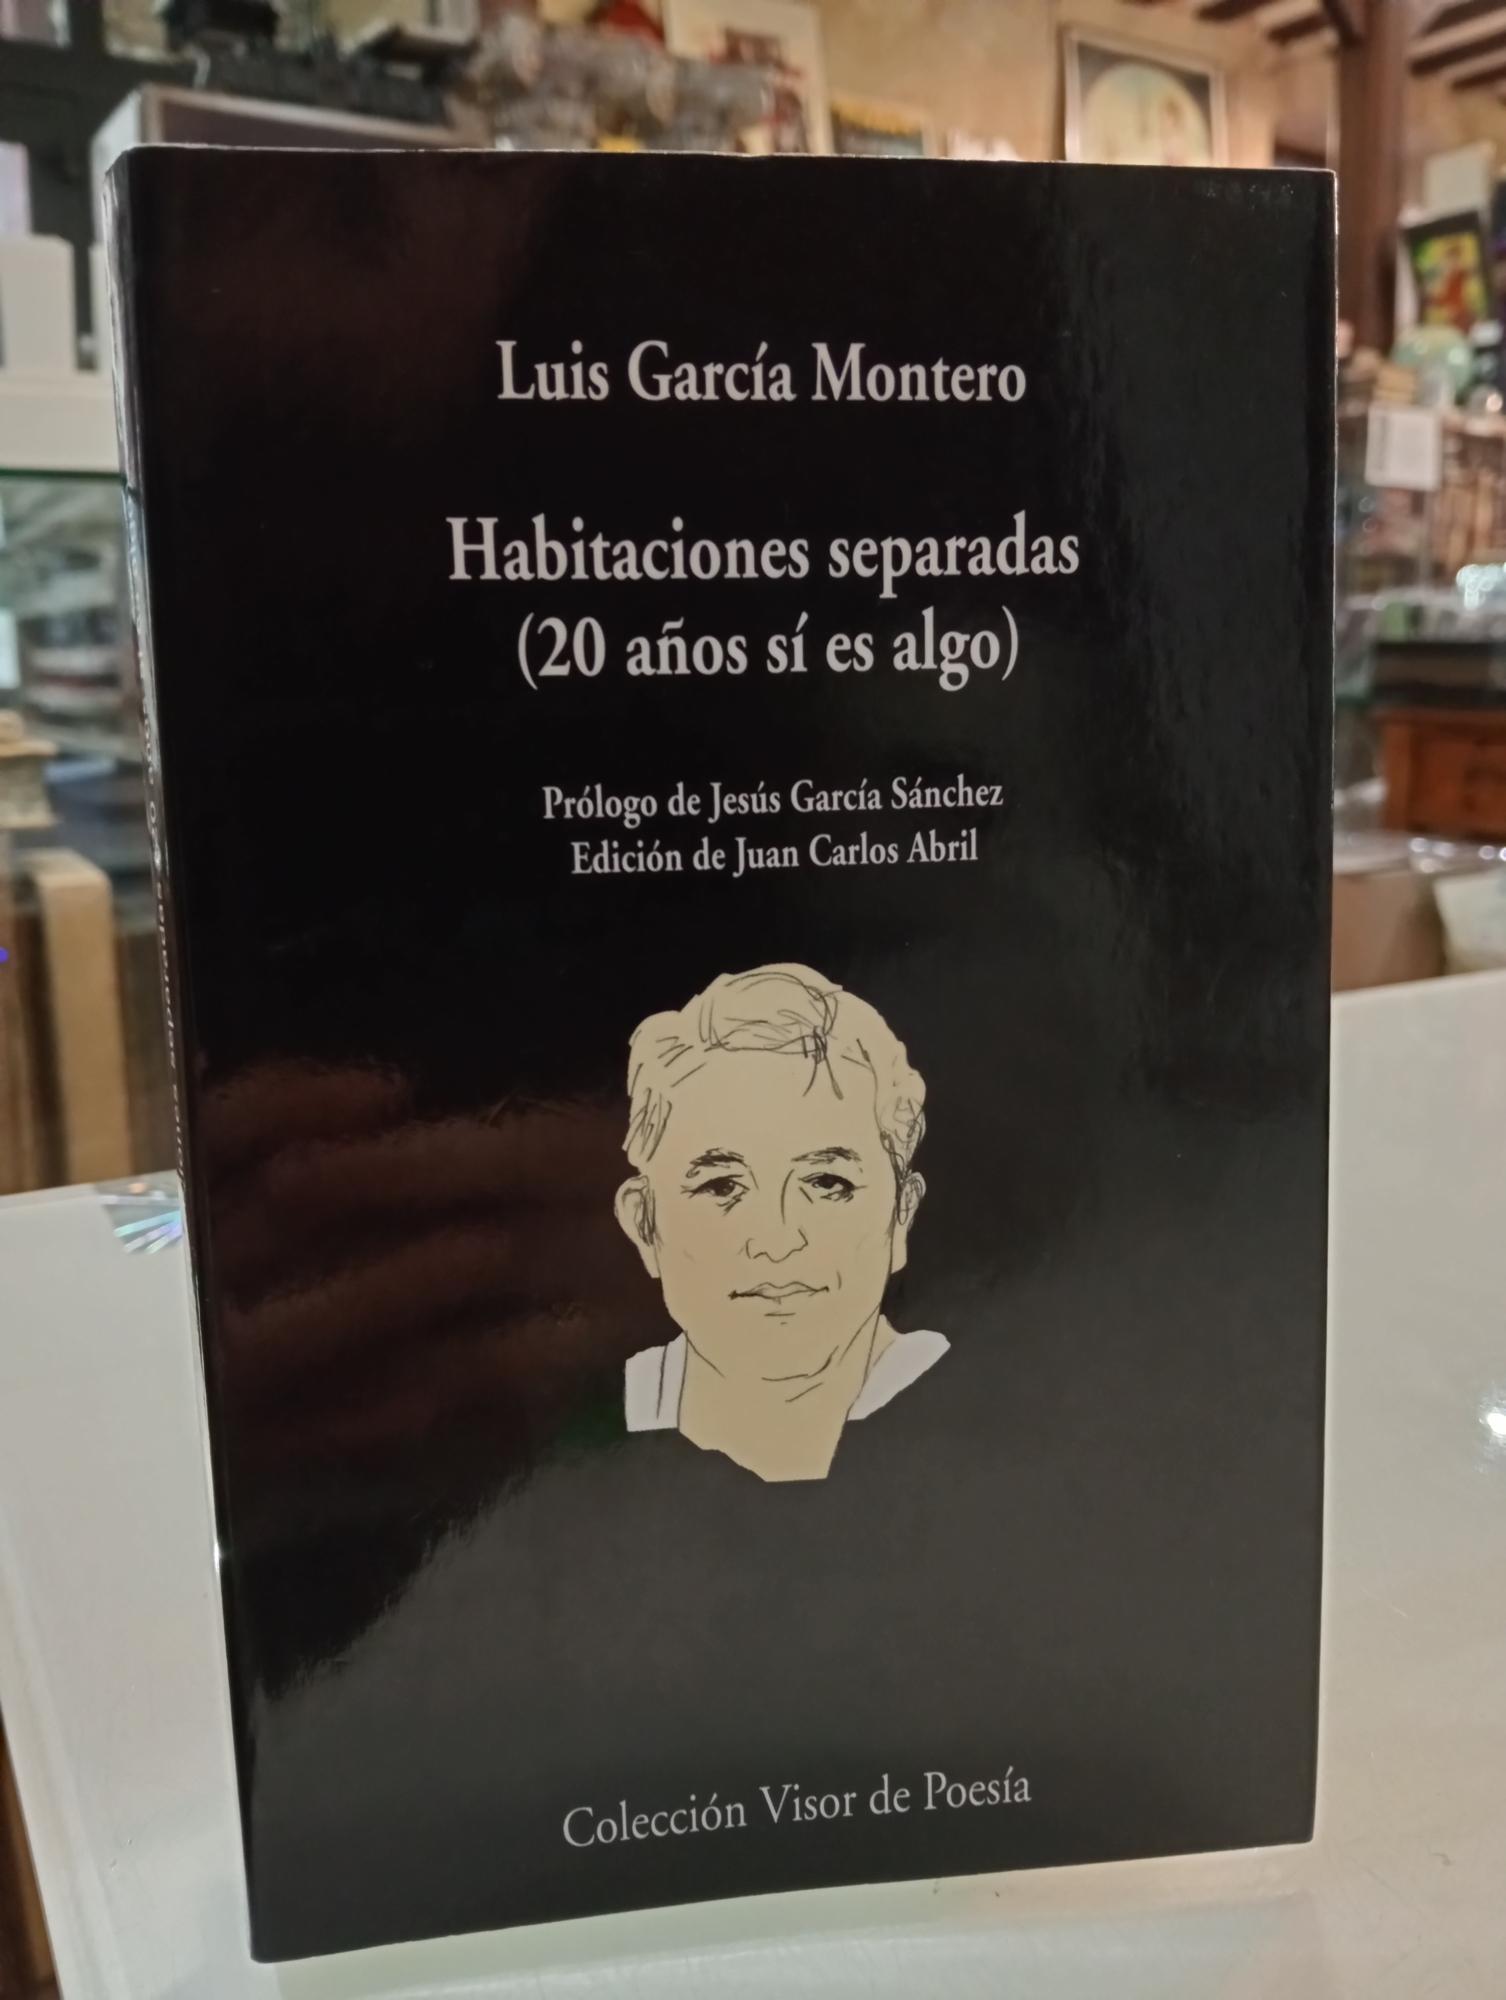 Luis García Montero
Habitaciones separadas
(20 años sí es algo)
Prólogo de Jesús García Sánchez
Edición de Juan Carlos Abril
Colección Visor de Poesía